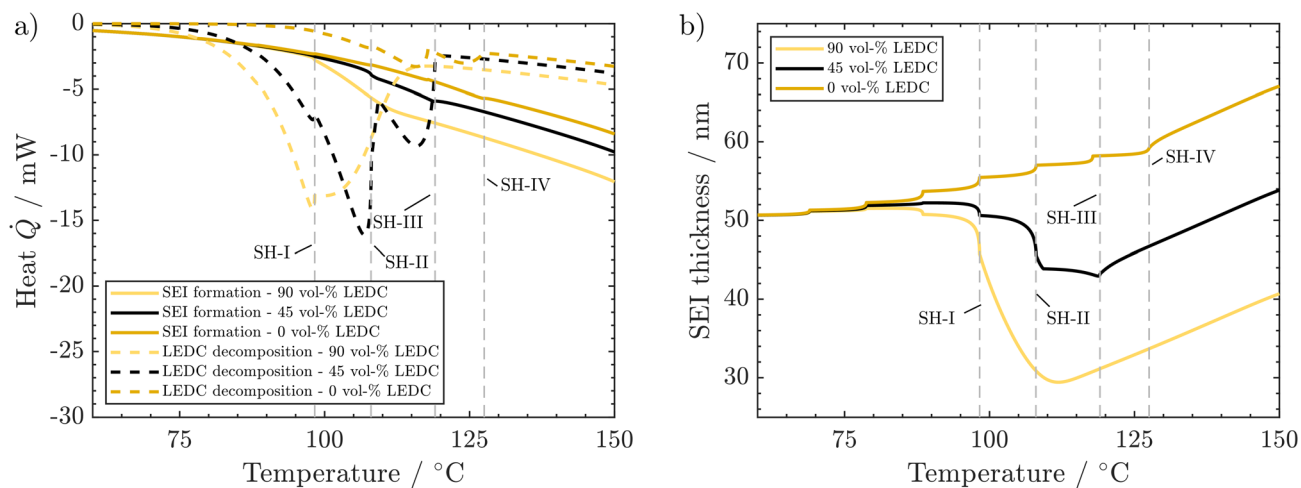 a)
0
-5
-10
-15
-20
-25
-30
Heat Q̇ / mW
75
100
125
150
Temperature / °C
SH-I
SH-II
SH-III
SH-IV
SEI formation - 90 vol-% LEDC
SEI formation - 45 vol-% LEDC
SEI formation - 0 vol-% LEDC
LEDC decomposition - 90 vol-% LEDC
LEDC decomposition - 45 vol-% LEDC
LEDC decomposition - 0 vol-% LEDC
b)
70
60
50
40
30
SEI thickness / nm
75
100
125
150
Temperature / °C
90 vol-% LEDC
45 vol-% LEDC
0 vol-% LEDC
SH-IV
SH-III
SH-I
SH-II